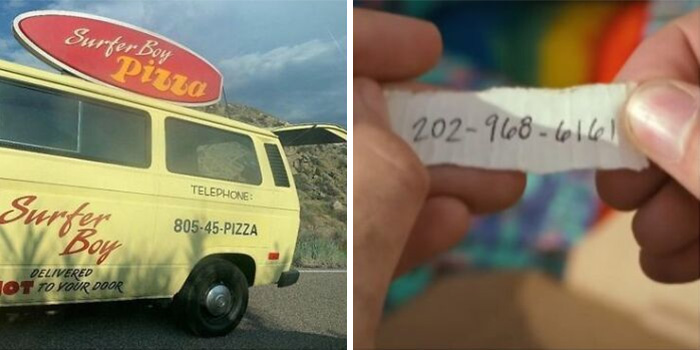 Surfer Boy
Pizza
TELEPHONE:
805-45-PIZZA
Surfer
Boy
DELIVERED
HOT TO YOUR DOOR
202-968-6161